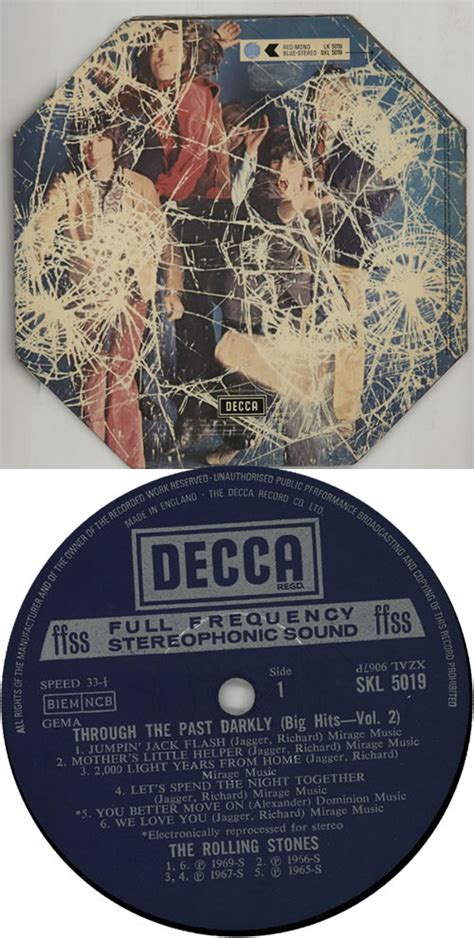 RED-MONO LK 5019
BLUE-STEREO SKL 5019
DECCA
ALL RIGHTS OF THE MANUFACTURER AND OF THE OWNER OF THE RECORDED WORK RESERVED · UNAUTHORISED PUBLIC PERFORMANCE BROADCASTING AND COPYING OF THIS RECORD PROHIBITED
MADE IN ENGLAND · THE DECCA RECORD CO. LTD.
DECCA
REGD.
ffss FULL FREQUENCY STEREOPHONIC SOUND ffss
SPEED 33⅓
BIEM NCB
GEMA
Side
1
XZAL 9067P
SKL 5019
THROUGH THE PAST DARKLY (Big Hits—Vol. 2)
1. JUMPIN' JACK FLASH (Jagger, Richard) Mirage Music
2. MOTHER'S LITTLE HELPER (Jagger, Richard) Mirage Music
3. 2,000 LIGHT YEARS FROM HOME (Jagger, Richard)
Mirage Music
4. LET'S SPEND THE NIGHT TOGETHER
(Jagger, Richard) Mirage Music
*5. YOU BETTER MOVE ON (Alexander) Dominion Music
6. WE LOVE YOU (Jagger, Richard) Mirage Music
*Electronically reprocessed for stereo
THE ROLLING STONES
1, 6. ℗ 1969-S 2. ℗ 1966-S
3, 4. ℗ 1967-S 5. ℗ 1965-S